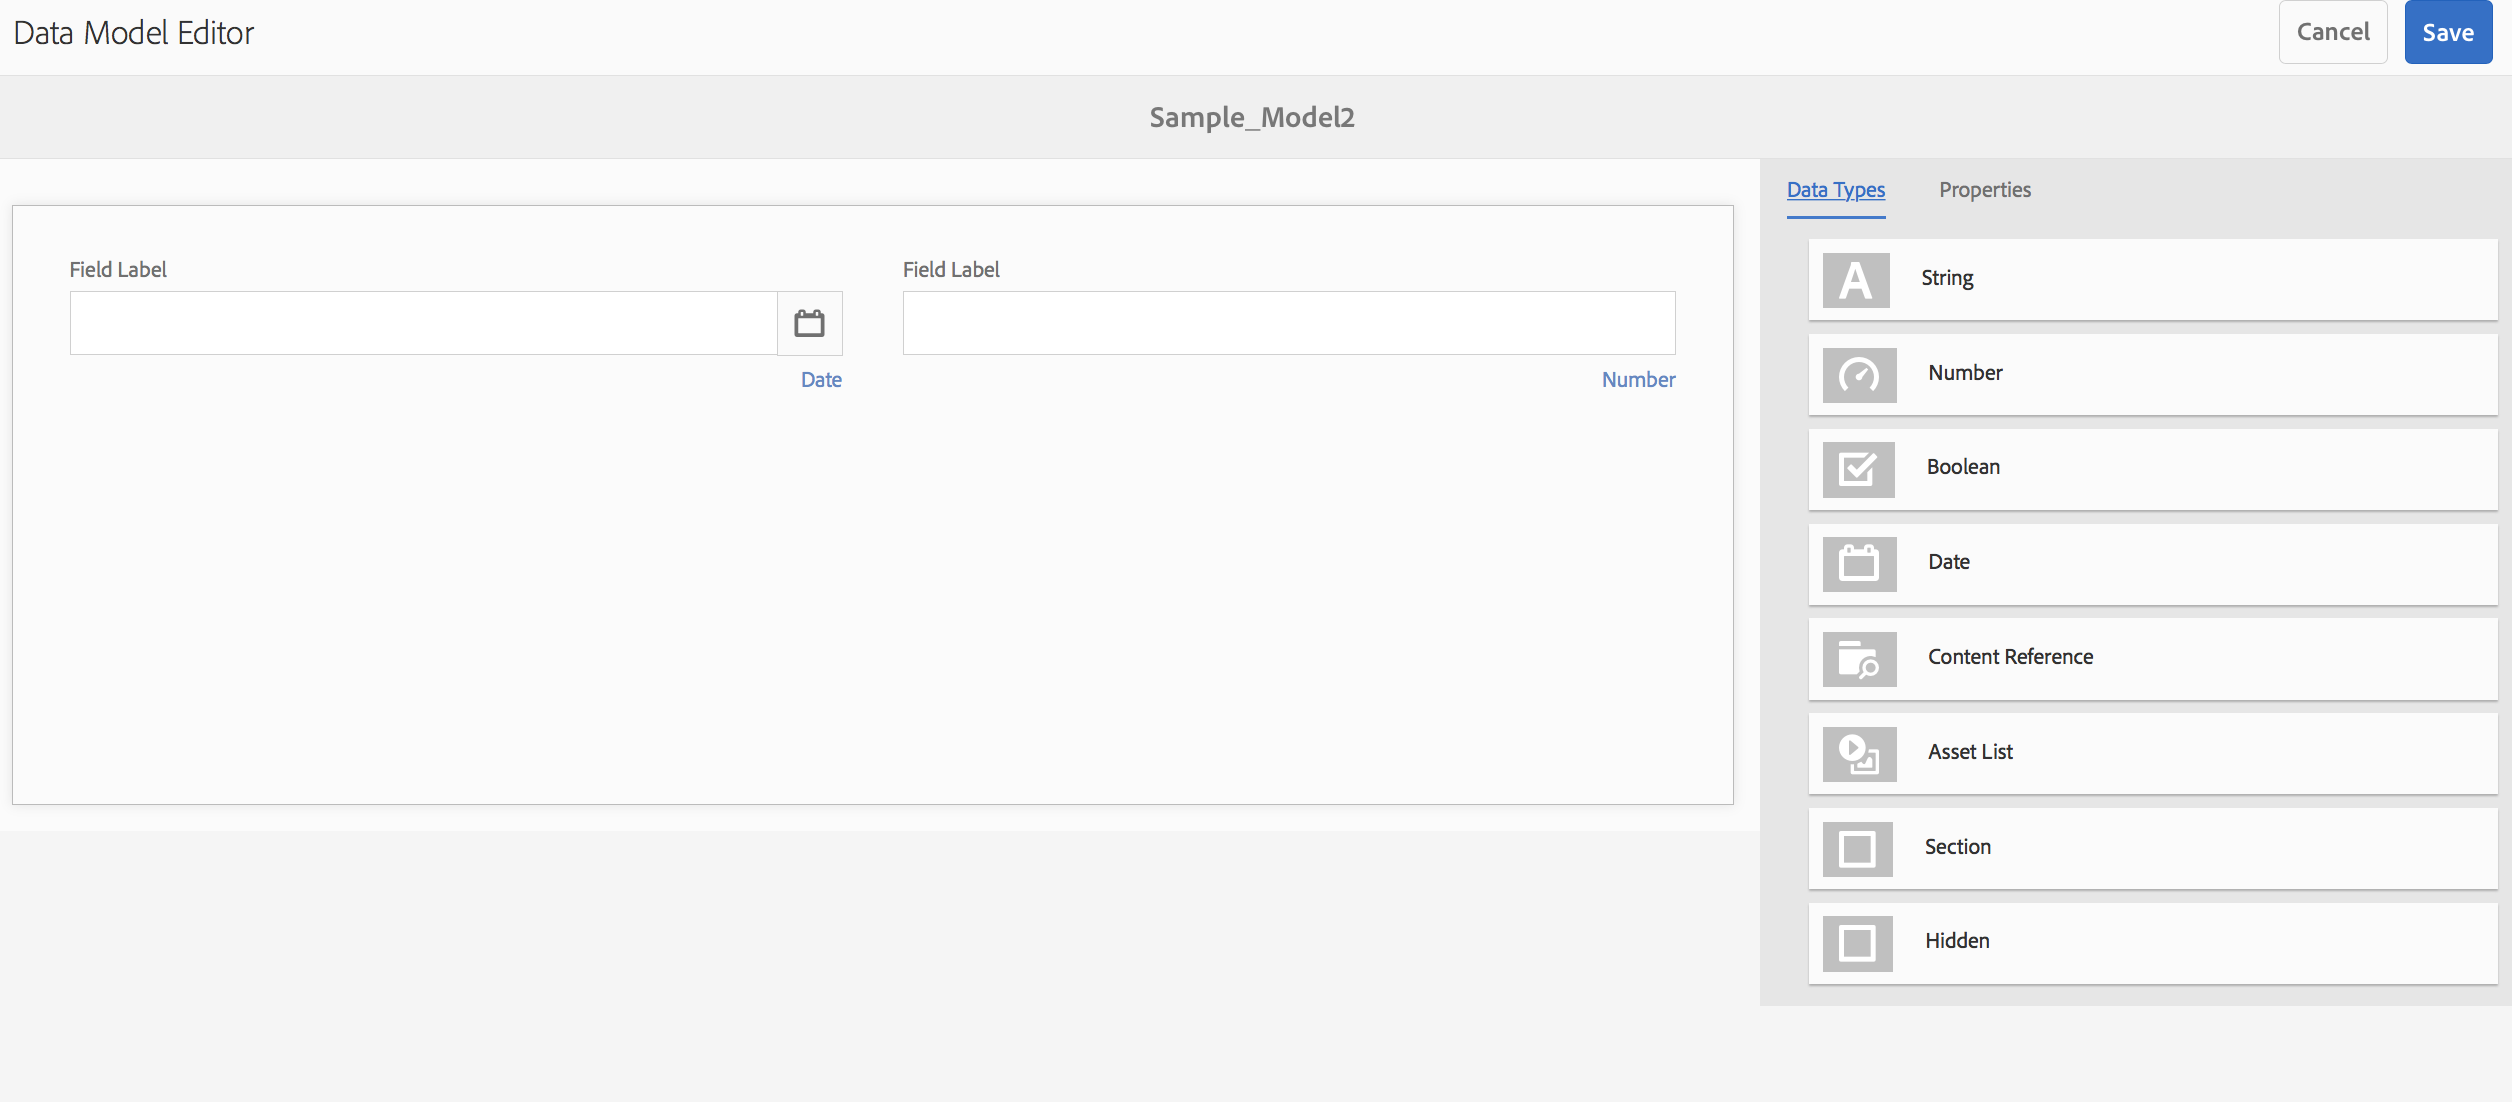 Data Model Editor
Cancel
Save
Sample_Model2
Data Types
Properties
Field Label
Field Label
Date
Number
String
Number
Boolean
Date
Content Reference
Asset List
Section
Hidden